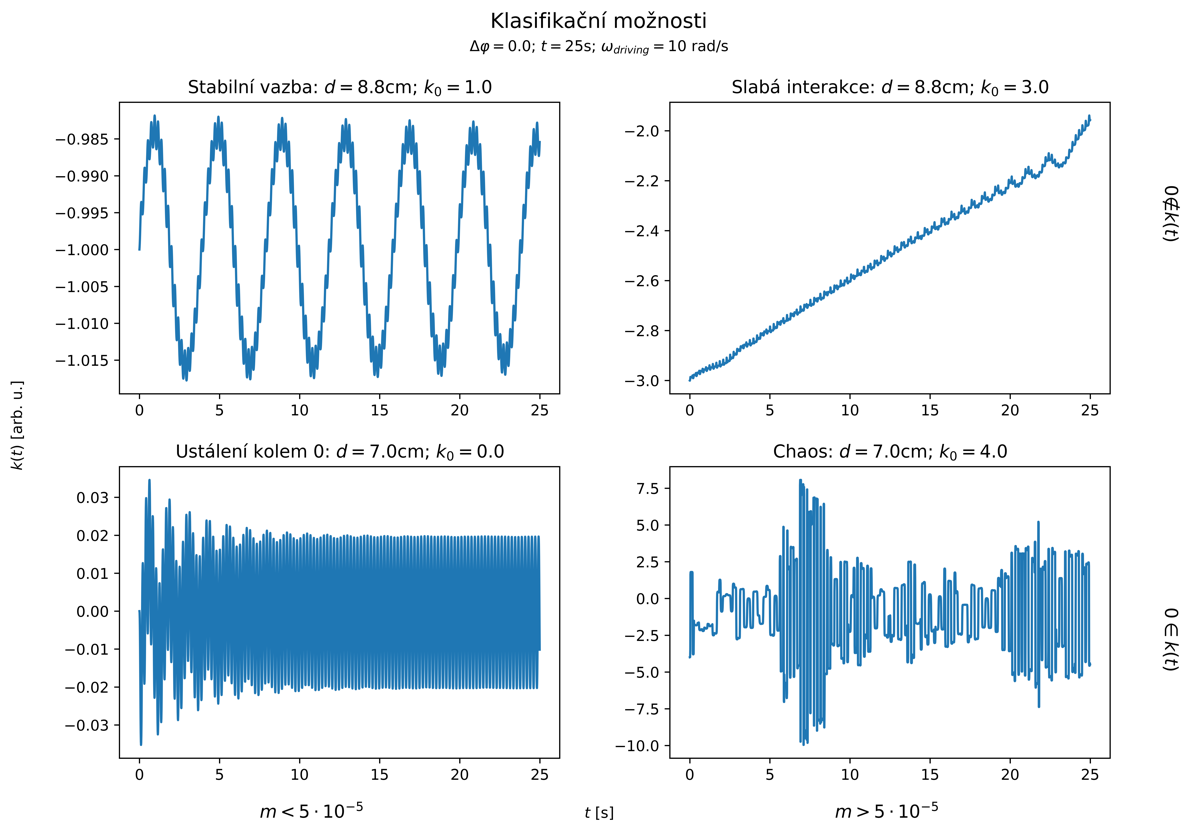 Klasifikační možnosti
Δφ = 0.0; t = 25s; ω_driving = 10 rad/s
Stabilní vazba: d = 8.8cm; k₀ = 1.0
−0.985
−0.990
−0.995
−1.000
−1.005
−1.010
−1.015
0 5 10 15 20 25
Slabá interakce: d = 8.8cm; k₀ = 3.0
−2.0
−2.2
−2.4
−2.6
−2.8
−3.0
0 5 10 15 20 25
0∉k(t)
k(t) [arb. u.]
Ustálení kolem 0: d = 7.0cm; k₀ = 0.0
0.03
0.02
0.01
0.00
−0.01
−0.02
−0.03
0 5 10 15 20 25
Chaos: d = 7.0cm; k₀ = 4.0
7.5
5.0
2.5
0.0
−2.5
−5.0
−7.5
−10.0
0 5 10 15 20 25
0 ∈ k(t)
m < 5 · 10⁻⁵
t [s]
m > 5 · 10⁻⁵